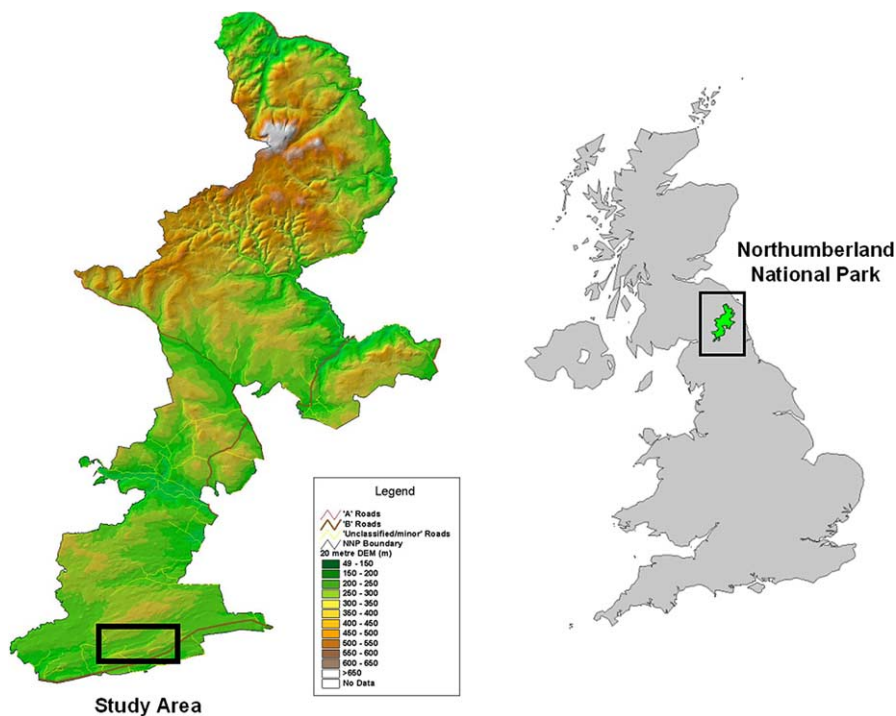 Northumberland
National Park
Legend
'A' Roads
'B' Roads
'Unclassified/minor' Roads
NNP Boundary
20 metre DEM (m)
49 - 150
150 - 200
200 - 250
250 - 300
300 - 350
350 - 400
400 - 450
450 - 500
500 - 550
550 - 600
600 - 650
>650
No Data
Study Area